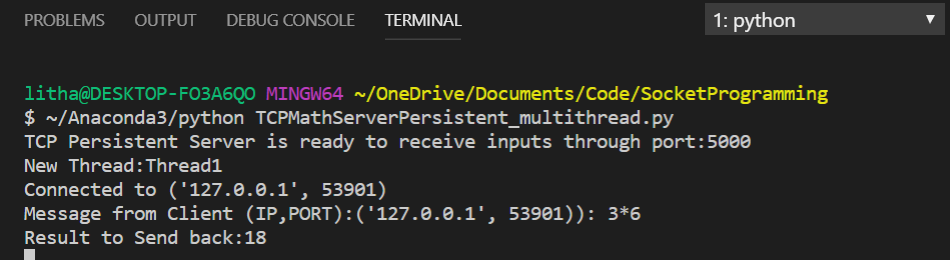 PROBLEMS OUTPUT DEBUG CONSOLE TERMINAL 1: python
litha@DESKTOP-FO3A6QO MINGW64 ~/OneDrive/Documents/Code/SocketProgramming
$ ~/Anaconda3/python TCPMathServerPersistent_multithread.py
TCP Persistent Server is ready to receive inputs through port:5000
New Thread:Thread1
Connected to ('127.0.0.1', 53901)
Message from Client (IP,PORT):('127.0.0.1', 53901)): 3*6
Result to Send back:18